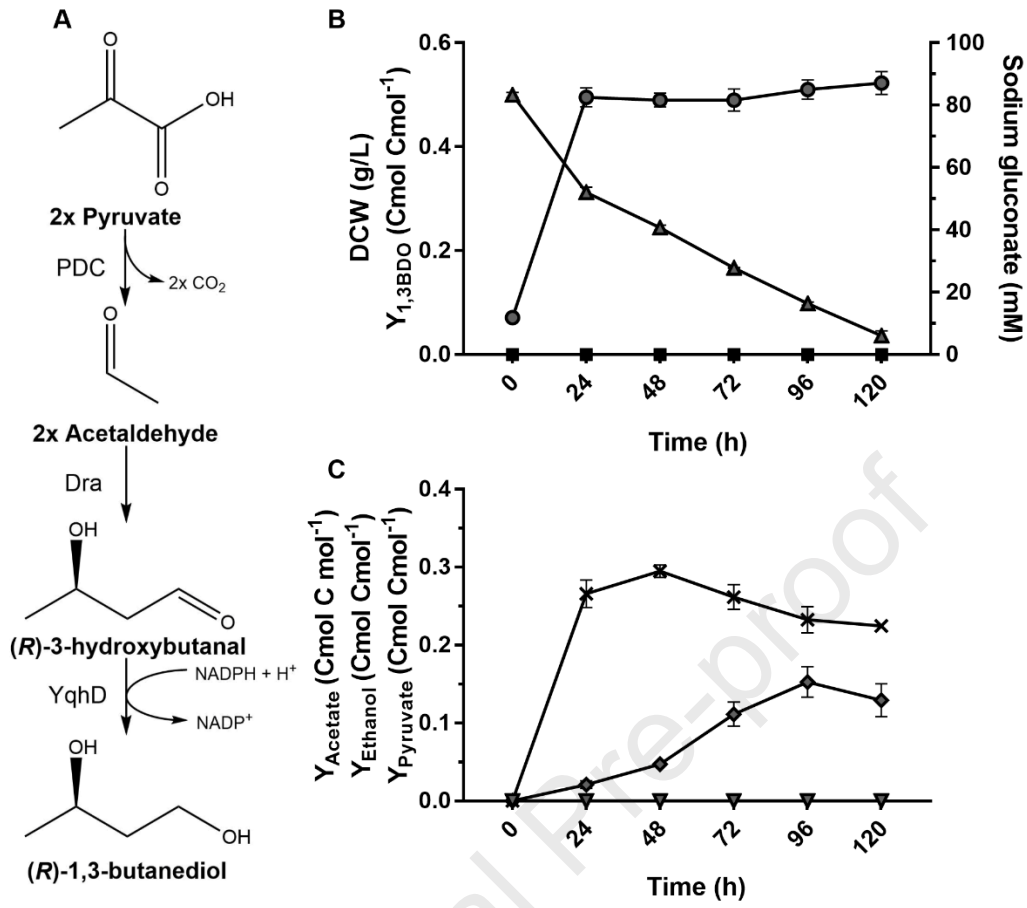 A
O
OH
O
2x Pyruvate
PDC
2x CO₂
O
2x Acetaldehyde
Dra
OH
O
(R)-3-hydroxybutanal
YqhD
NADPH + H⁺
NADP⁺
OH
OH
(R)-1,3-butanediol
B
DCW (g/L)
Y₁,₃BDO (Cmol Cmol⁻¹)
0.6
0.4
0.2
0.0
100
80
60
40
20
0
Sodium gluconate (mM)
0 24 48 72 96 120
Time (h)
C
Y_Acetate (Cmol C mol⁻¹)
Y_Ethanol (Cmol Cmol⁻¹)
Y_Pyruvate (Cmol Cmol⁻¹)
0.4
0.3
0.2
0.1
0.0
0 24 48 72 96 120
Time (h)
al Pre-proof